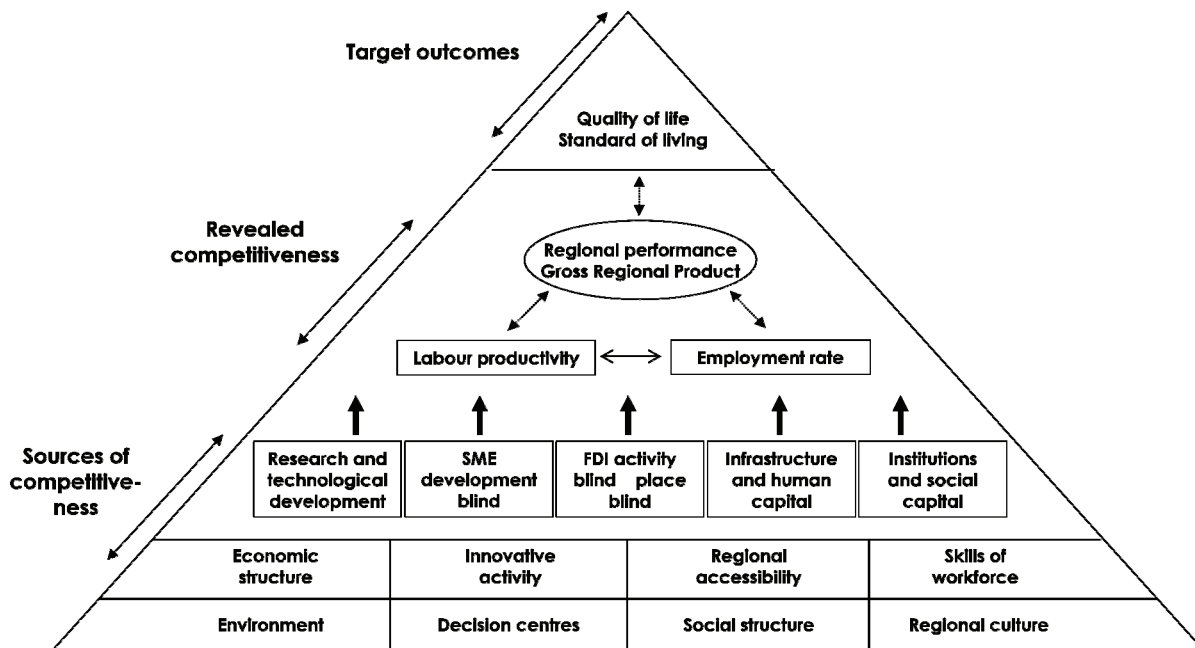 Target outcomes
Quality of life
Standard of living
Revealed
competitiveness
Regional performance
Gross Regional Product
Labour productivity
Employment rate
Sources of
competitive-
ness
Research and
technological
development
SME
development
blind
FDI activity
blind place
blind
Infrastructure
and human
capital
Institutions
and social
capital
Economic
structure
Innovative
activity
Regional
accessibility
Skills of
workforce
Environment
Decision centres
Social structure
Regional culture